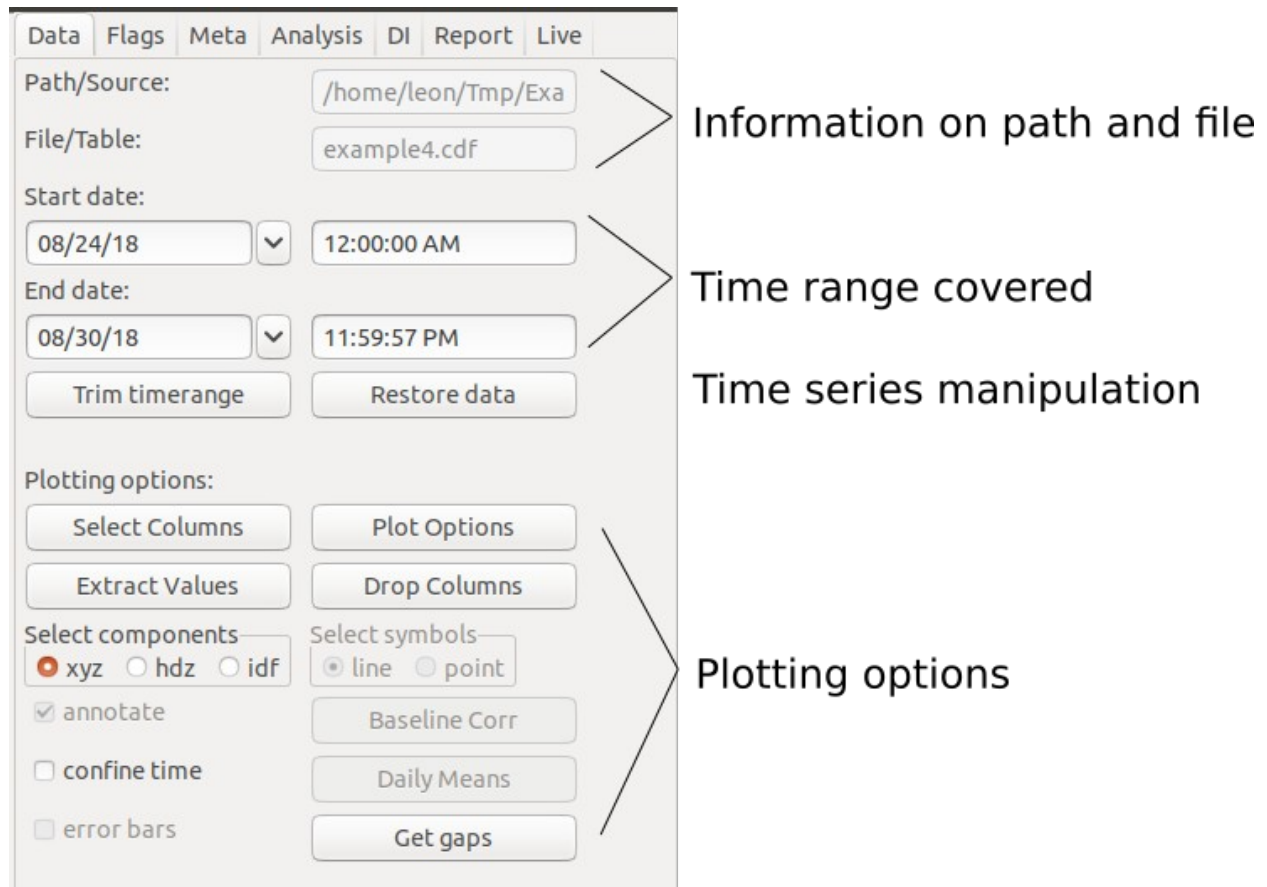 Data Flags Meta Analysis DI Report Live
Path/Source: /home/leon/Tmp/Exa
Information on path and file
File/Table: example4.cdf
Start date:
08/24/18 12:00:00 AM
Time range covered
End date:
08/30/18 11:59:57 PM
Trim timerange Restore data
Time series manipulation
Plotting options:
Select Columns Plot Options
Extract Values Drop Columns
Select components Select symbols
xyz hdz idf line point
Plotting options
annotate Baseline Corr
confine time Daily Means
error bars Get gaps